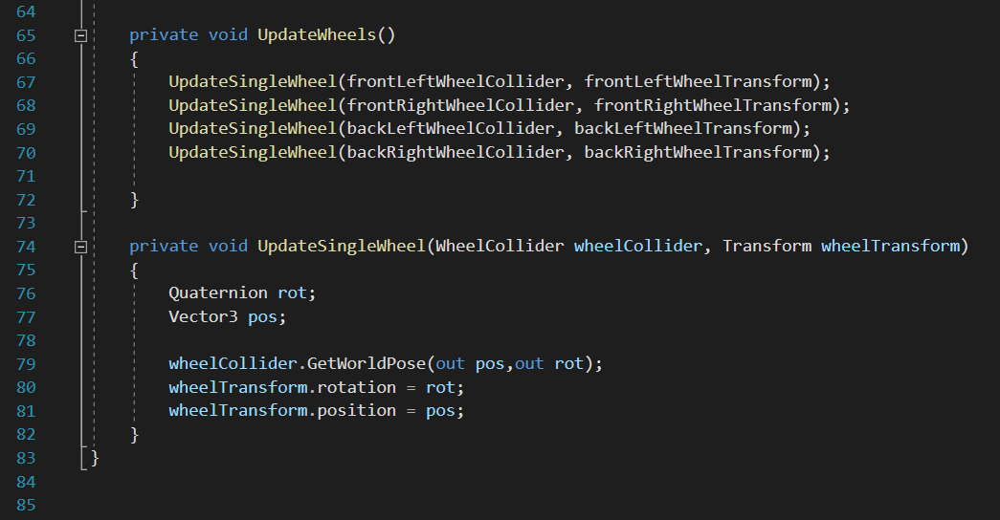 64
65 private void UpdateWheels()
66 {
67 UpdateSingleWheel(frontLeftWheelCollider, frontLeftWheelTransform);
68 UpdateSingleWheel(frontRightWheelCollider, frontRightWheelTransform);
69 UpdateSingleWheel(backLeftWheelCollider, backLeftWheelTransform);
70 UpdateSingleWheel(backRightWheelCollider, backRightWheelTransform);
71
72 }
73
74 private void UpdateSingleWheel(WheelCollider wheelCollider, Transform wheelTransform)
75 {
76 Quaternion rot;
77 Vector3 pos;
78
79 wheelCollider.GetWorldPose(out pos,out rot);
80 wheelTransform.rotation = rot;
81 wheelTransform.position = pos;
82 }
83 }
84
85